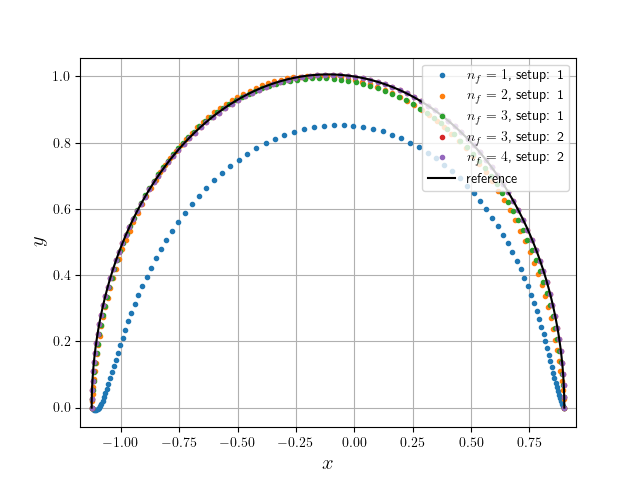 1.0
0.8
0.6
0.4
0.2
0.0
y
−1.00 −0.75 −0.50 −0.25 0.00 0.25 0.50 0.75
x
n_f = 1, setup: 1
n_f = 2, setup: 1
n_f = 3, setup: 1
n_f = 3, setup: 2
n_f = 4, setup: 2
reference